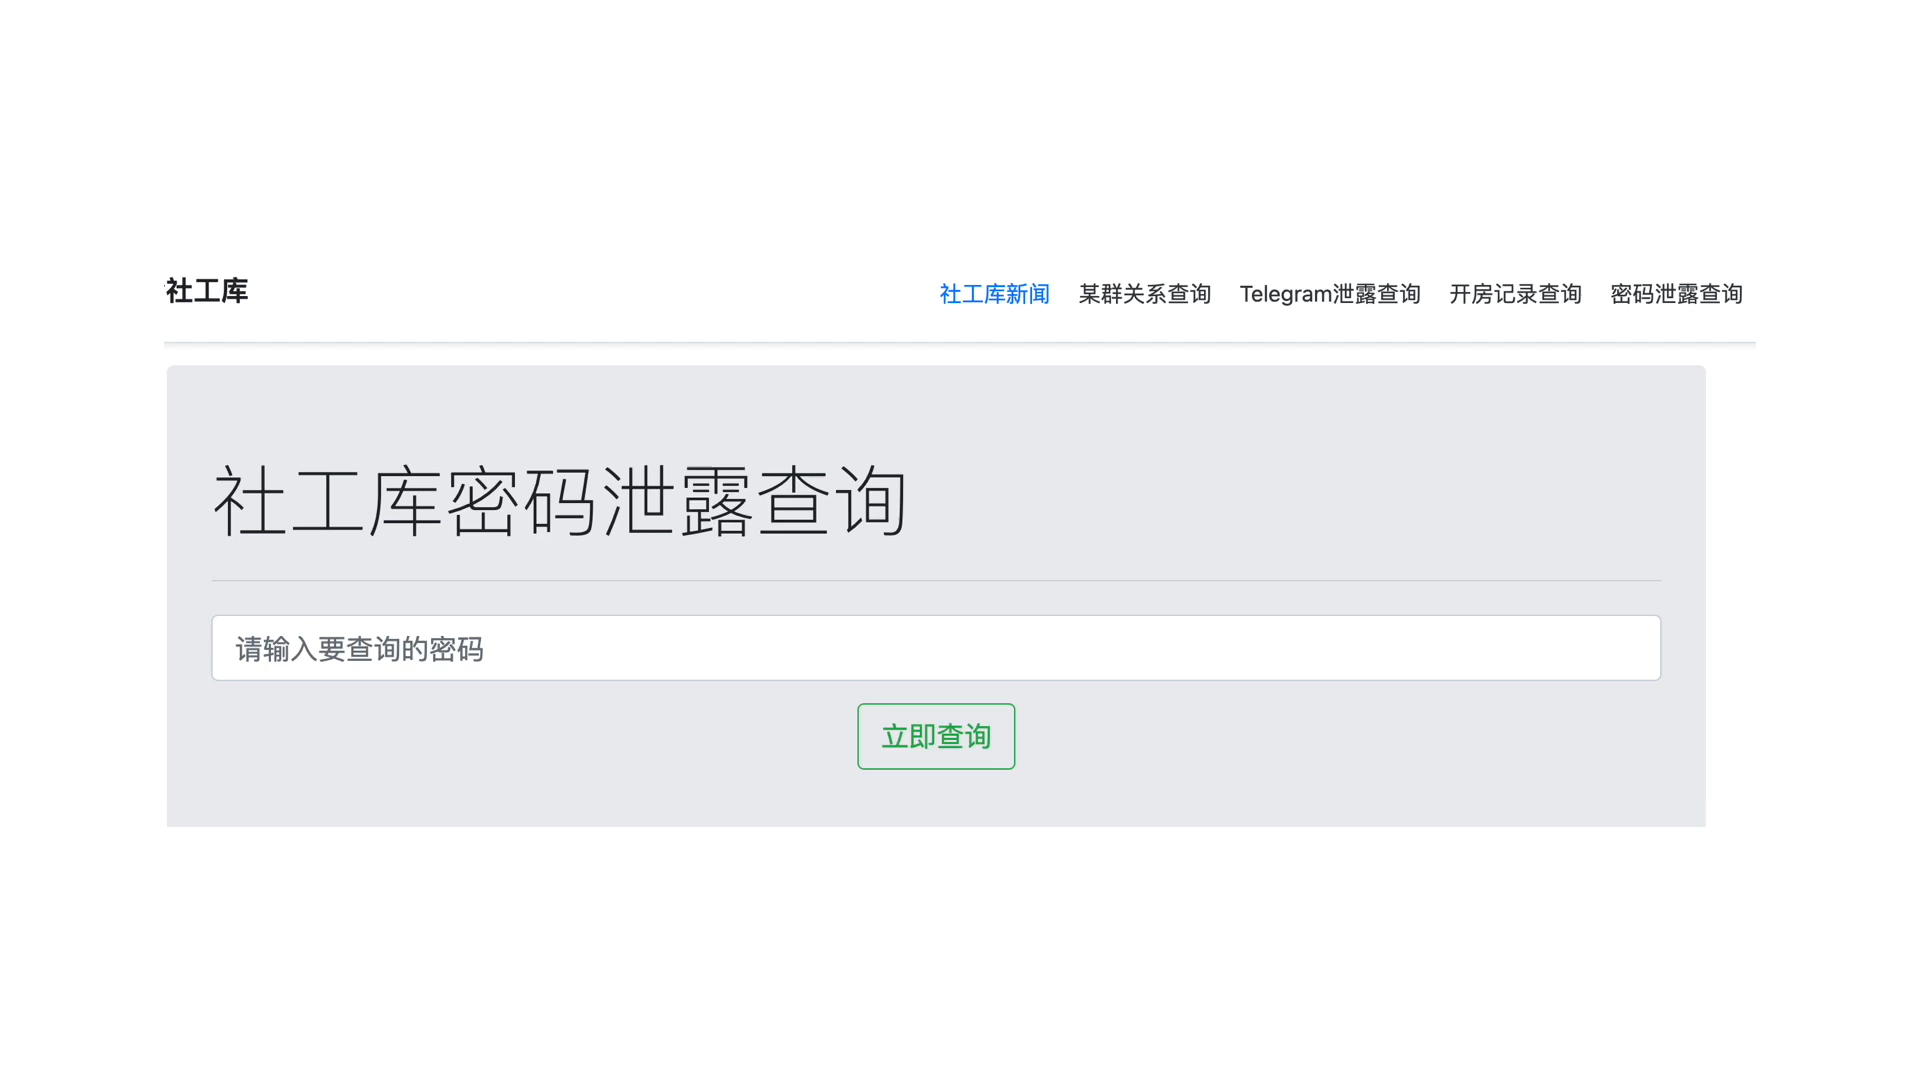 社工库
社工库新闻 某群关系查询 Telegram泄露查询 开房记录查询 密码泄露查询
社工库密码泄露查询
请输入要查询的密码
立即查询